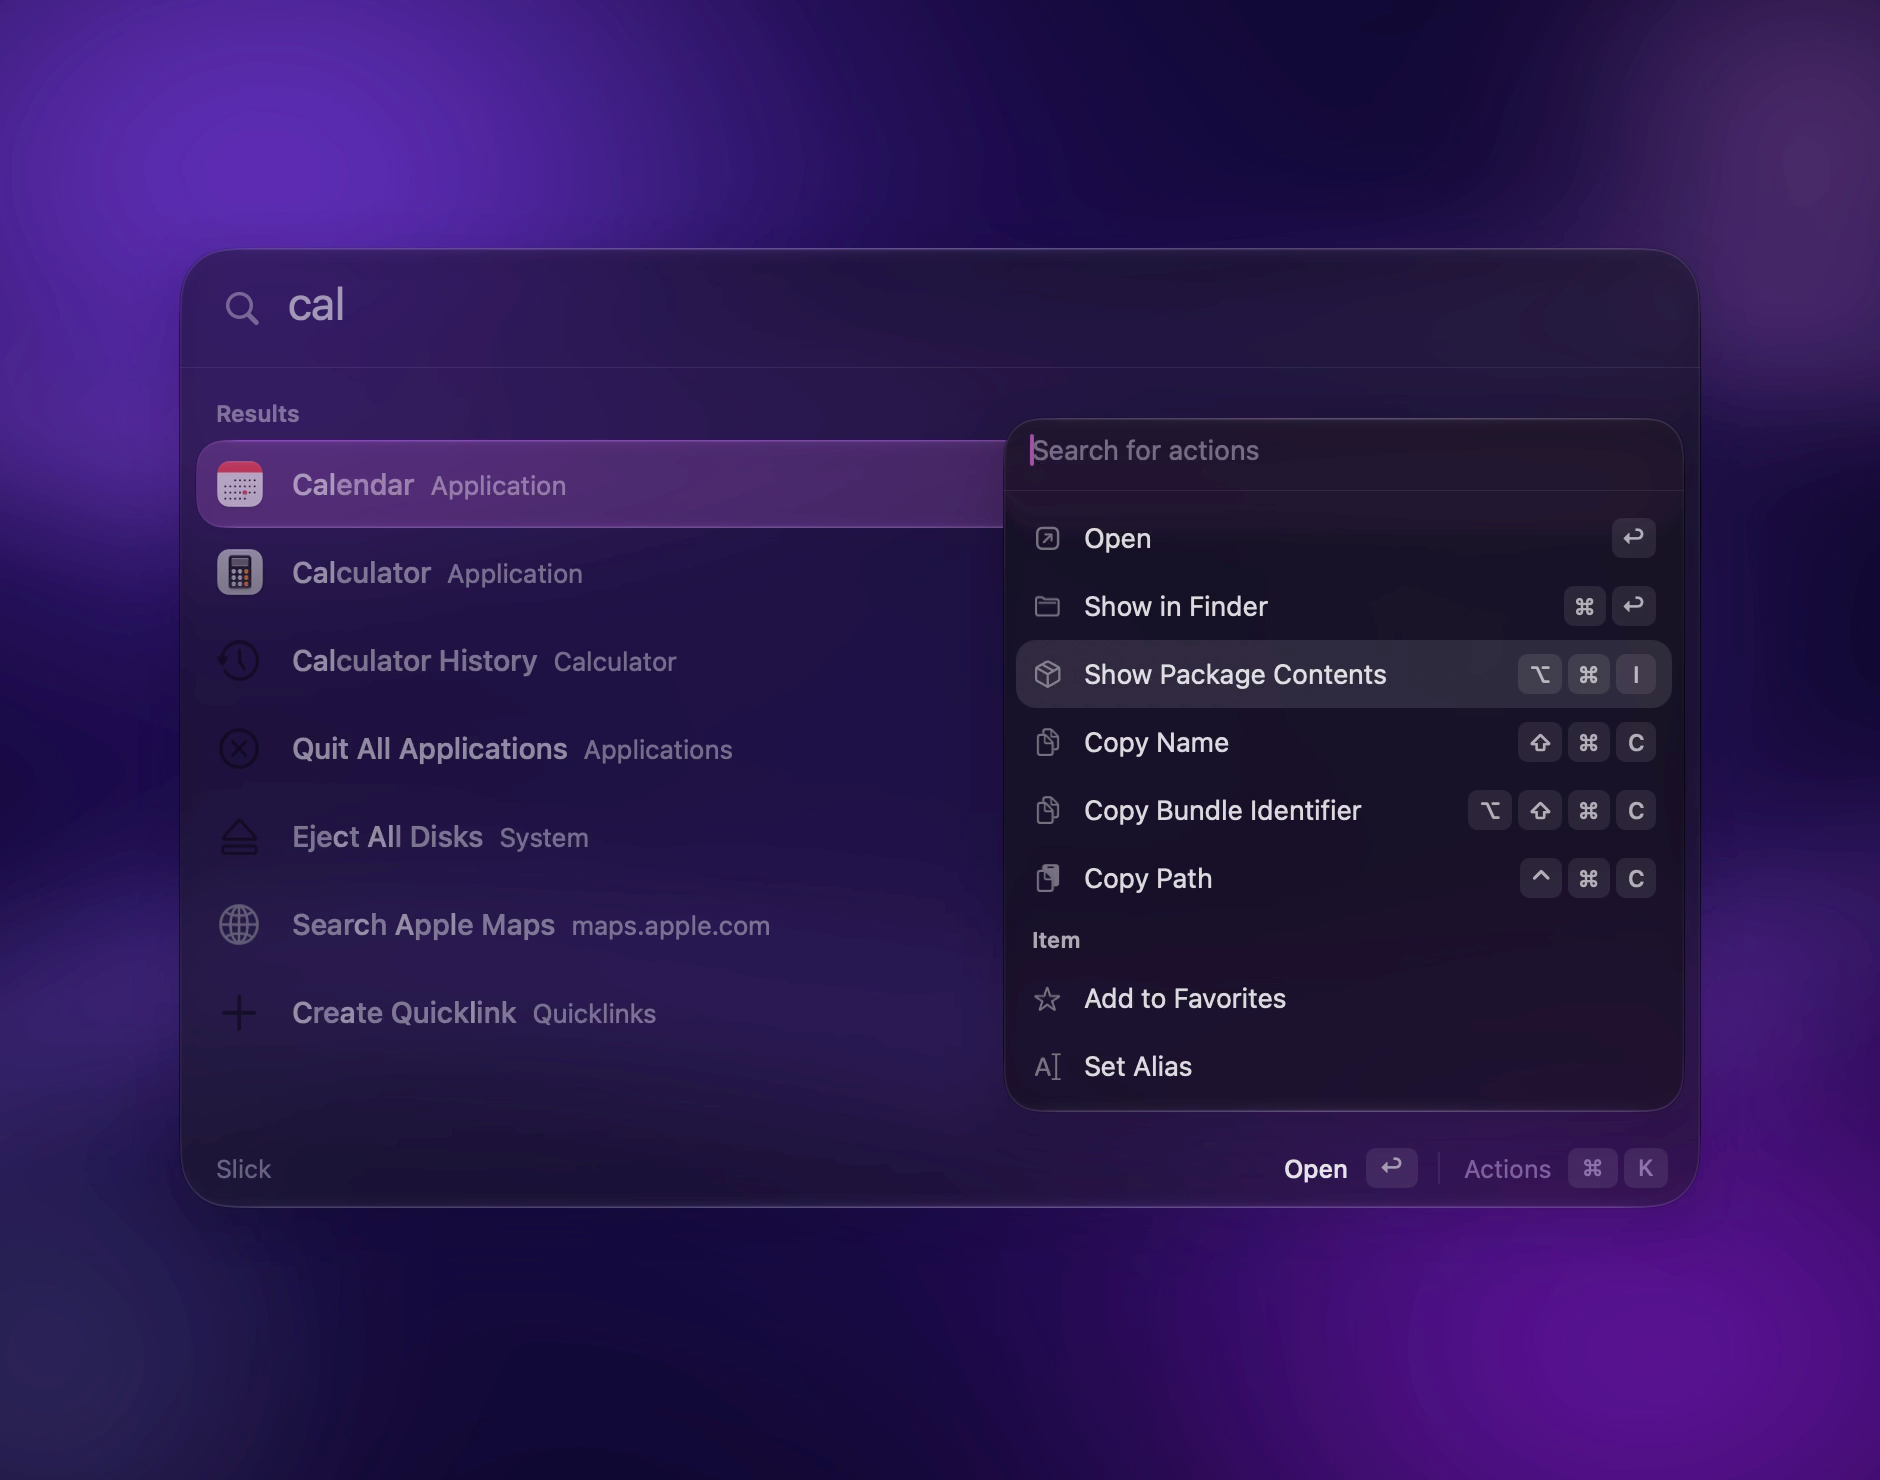 cal
Results
Calendar Application
Calculator Application
Calculator History Calculator
Quit All Applications Applications
Eject All Disks System
Search Apple Maps maps.apple.com
Create Quicklink Quicklinks
Search for actions
Open ↩
Show in Finder ⌘ ↩
Show Package Contents ⌥ ⌘ I
Copy Name ⇧ ⌘ C
Copy Bundle Identifier ⌥ ⇧ ⌘ C
Copy Path ^ ⌘ C
Item
Add to Favorites
Set Alias
Slick
Open ↩ Actions ⌘ K